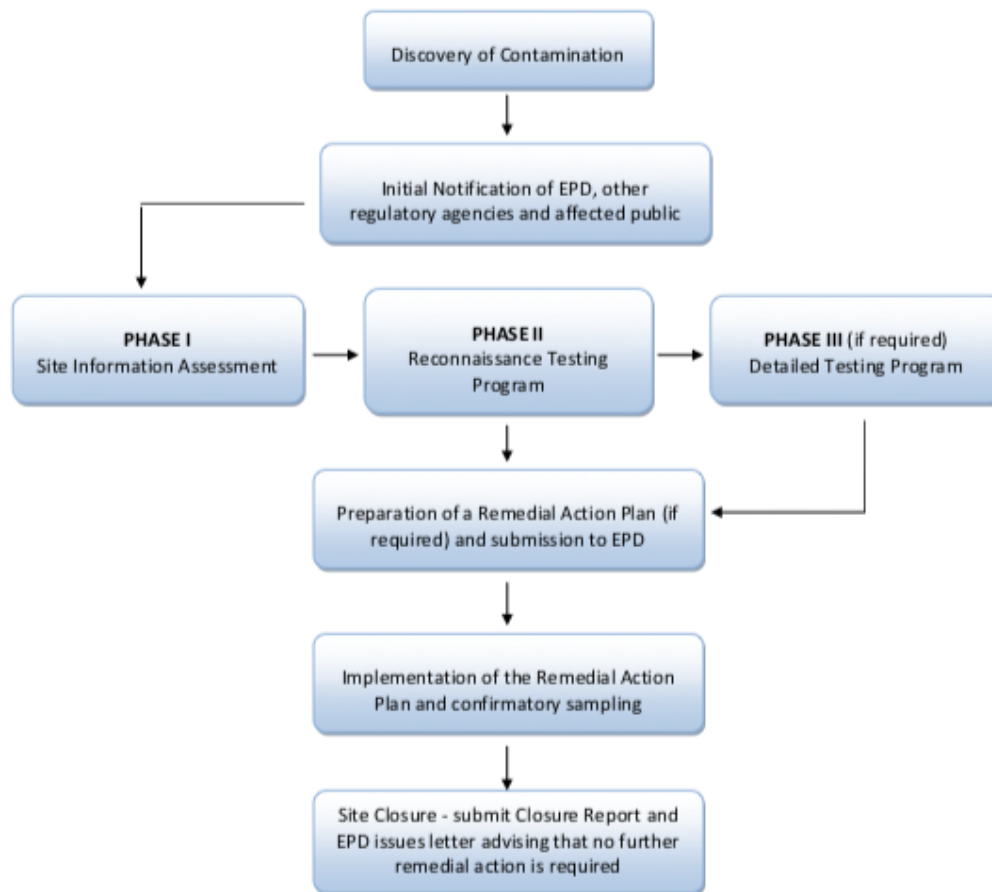 Discovery of Contamination
Initial Notification of EPD, other
regulatory agencies and affected public
PHASE I
Site Information Assessment
PHASE II
Reconnaissance Testing
Program
PHASE III (if required)
Detailed Testing Program
Preparation of a Remedial Action Plan (if
required) and submission to EPD
Implementation of the Remedial Action
Plan and confirmatory sampling
Site Closure - submit Closure Report and
EPD issues letter advising that no further
remedial action is required